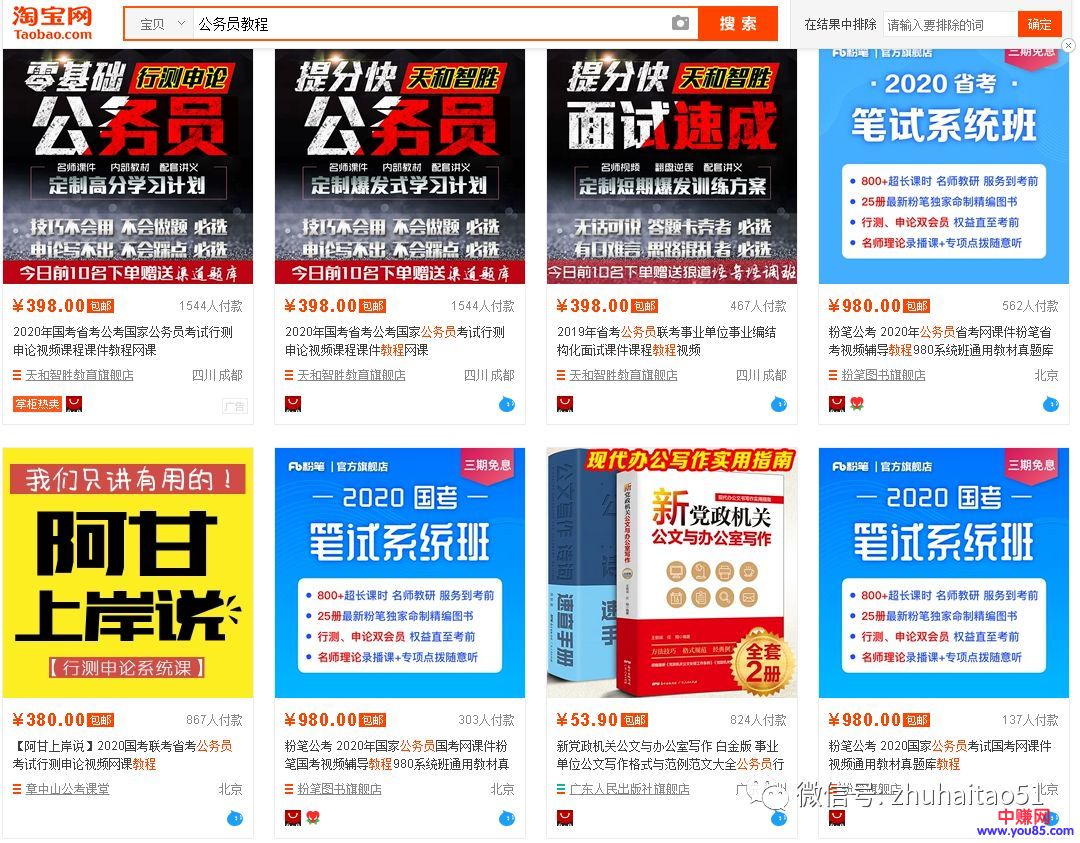 淘宝网
Taobao.com
宝贝
公务员教程
搜 索
在结果中排除
请输入要排除的词
确定
零基础 行测申论
公务员
名师课件 内部教材 配套讲义
定制高分学习计划
技巧不会用 不会做题 必选
申论写不出 不会踩点 必选
今日前10名下单赠送渠道题库
¥398.00 包邮
1544人付款
2020年国考省考公考国家公务员考试行测
申论视频课程课件教程网课
天和智胜教育旗舰店
四川 成都
掌柜热卖
广告
提分快 天和智胜
公务员
名师课件 内部教材 配套讲义
定制爆发式学习计划
技巧不会用 不会做题 必选
申论写不出 不会踩点 必选
今日前10名下单赠送渠道题库
¥398.00 包邮
1544人付款
2020年国考省考公考国家公务员考试行测
申论视频课程课件教程网课
天和智胜教育旗舰店
四川 成都
提分快 天和智胜
面试速成
名师视频 翻盘逆袭 配套讲义
定制短期爆发训练方案
无话可说 答题卡壳者 必选
有口难言 思路混乱者 必选
今日前10名下单赠送
¥398.00 包邮
467人付款
2019年省考公务员联考事业单位事业编结
构化面试课件课程教程视频
天和智胜教育旗舰店
四川 成都
粉笔 | 官方旗舰店
三期免息
· 2020 省考 ·
笔试系统班
800+超长课时 名师教研 服务到考前
25册最新粉笔独家命制精编图书
行测、申论双会员 权益直至考前
名师理论录播课+专项点拨随意听
¥980.00 包邮
562人付款
粉笔公考 2020年公务员省考网课件粉笔省
考视频辅导教程980系统班通用教材真题库
粉笔图书旗舰店
北京
我们只讲有用的！
阿甘
上岸说
【行测申论系统课】
¥380.00 包邮
867人付款
【阿甘上岸说】2020国考联考省考公务员
考试行测申论视频网课教程
章中山公考课堂
北京
粉笔 | 官方旗舰店
三期免息
2020 国考
笔试系统班
800+超长课时 名师教研 服务到考前
25册最新粉笔独家命制精编图书
行测、申论双会员 权益直至考前
名师理论录播课+专项点拨随意听
¥980.00 包邮
303人付款
粉笔公考 2020年国家公务员国考网课件粉
笔国考视频辅导教程980系统班通用教材真
粉笔图书旗舰店
北京
现代办公写作实用指南
新党政机关
公文与办公室写作
全套
2册
¥53.90 包邮
824人付款
新党政机关公文与办公室写作 白金版 事业
单位公文写作格式与范例范文大全公务员行
广东人民出版社旗舰店
粉笔 | 官方旗舰店
三期免息
2020 国考
笔试系统班
800+超长课时 名师教研 服务到考前
25册最新粉笔独家命制精编图书
行测、申论双会员 权益直至考前
名师理论录播课+专项点拨随意听
¥980.00 包邮
137人付款
粉笔公考 2020国家公务员考试国考网课件
视频通用教材真题库教程
微信号: zhuhaitao51
中赚网
www.you85.com